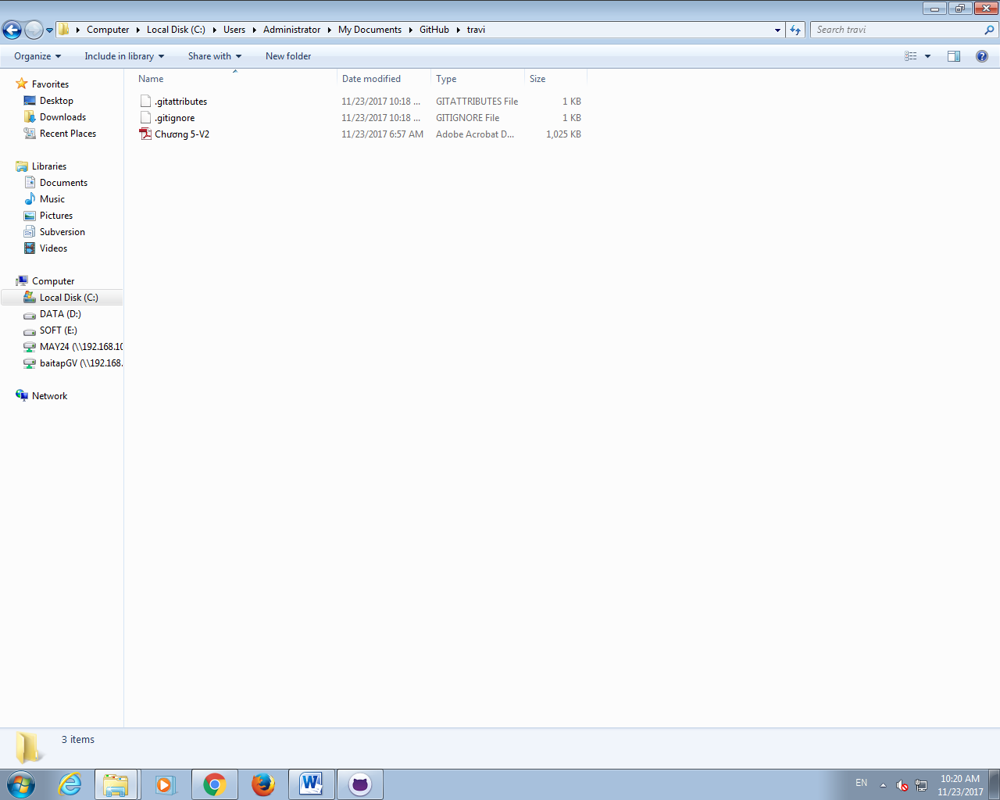 Computer Local Disk (C:) Users Administrator My Documents GitHub travi
Search travi
Organize Include in library Share with New folder
Name Date modified Type Size
.gitattributes 11/23/2017 10:18 ... GITATTRIBUTES File 1 KB
.gitignore 11/23/2017 10:18 ... GITIGNORE File 1 KB
Chương 5-V2 11/23/2017 6:57 AM Adobe Acrobat D... 1,025 KB
Favorites
Desktop
Downloads
Recent Places
Libraries
Documents
Music
Pictures
Subversion
Videos
Computer
Local Disk (C:)
DATA (D:)
SOFT (E:)
MAY24 (\\192.168.10
baitapGV (\\192.168.
Network
3 items
EN
10:20 AM
11/23/2017